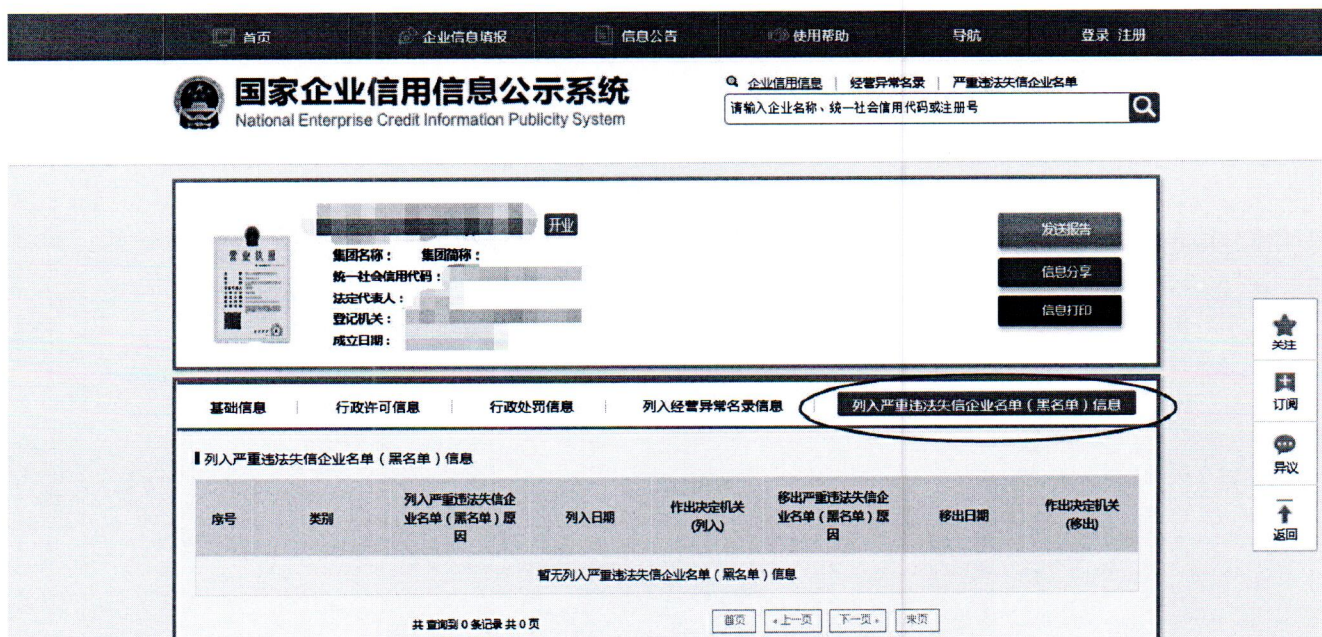 首页 企业信息填报 信息公告 使用帮助 导航 登录 注册
国家企业信用信息公示系统
National Enterprise Credit Information Publicity System
企业信用信息 | 经营异常名录 | 严重违法失信企业名单
请输入企业名称、统一社会信用代码或注册号
开业
营业执照
集团名称： 集团简称：
统一社会信用代码：
法定代表人：
登记机关：
成立日期：
发送报告
信息分享
信息打印
关注
订阅
异议
返回
基础信息 | 行政许可信息 | 行政处罚信息 | 列入经营异常名录信息 | 列入严重违法失信企业名单（黑名单）信息
列入严重违法失信企业名单（黑名单）信息
序号 类别 列入严重违法失信企业名单（黑名单）原因 列入日期 作出决定机关(列入) 移出严重违法失信企业名单（黑名单）原因 移出日期 作出决定机关(移出)
暂无列入严重违法失信企业名单（黑名单）信息
共 查询到 0 条记录 共 0 页
首页 上一页 下一页 末页